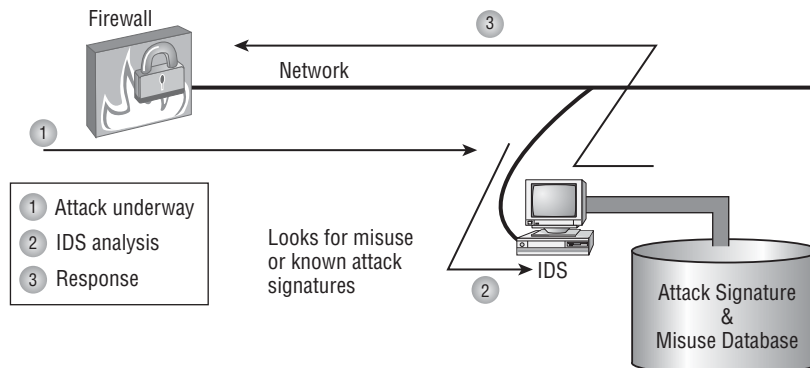 Firewall
3
Network
1
1 Attack underway
2 IDS analysis
3 Response
Looks for misuse
or known attack
signatures
2
IDS
Attack Signature
&
Misuse Database